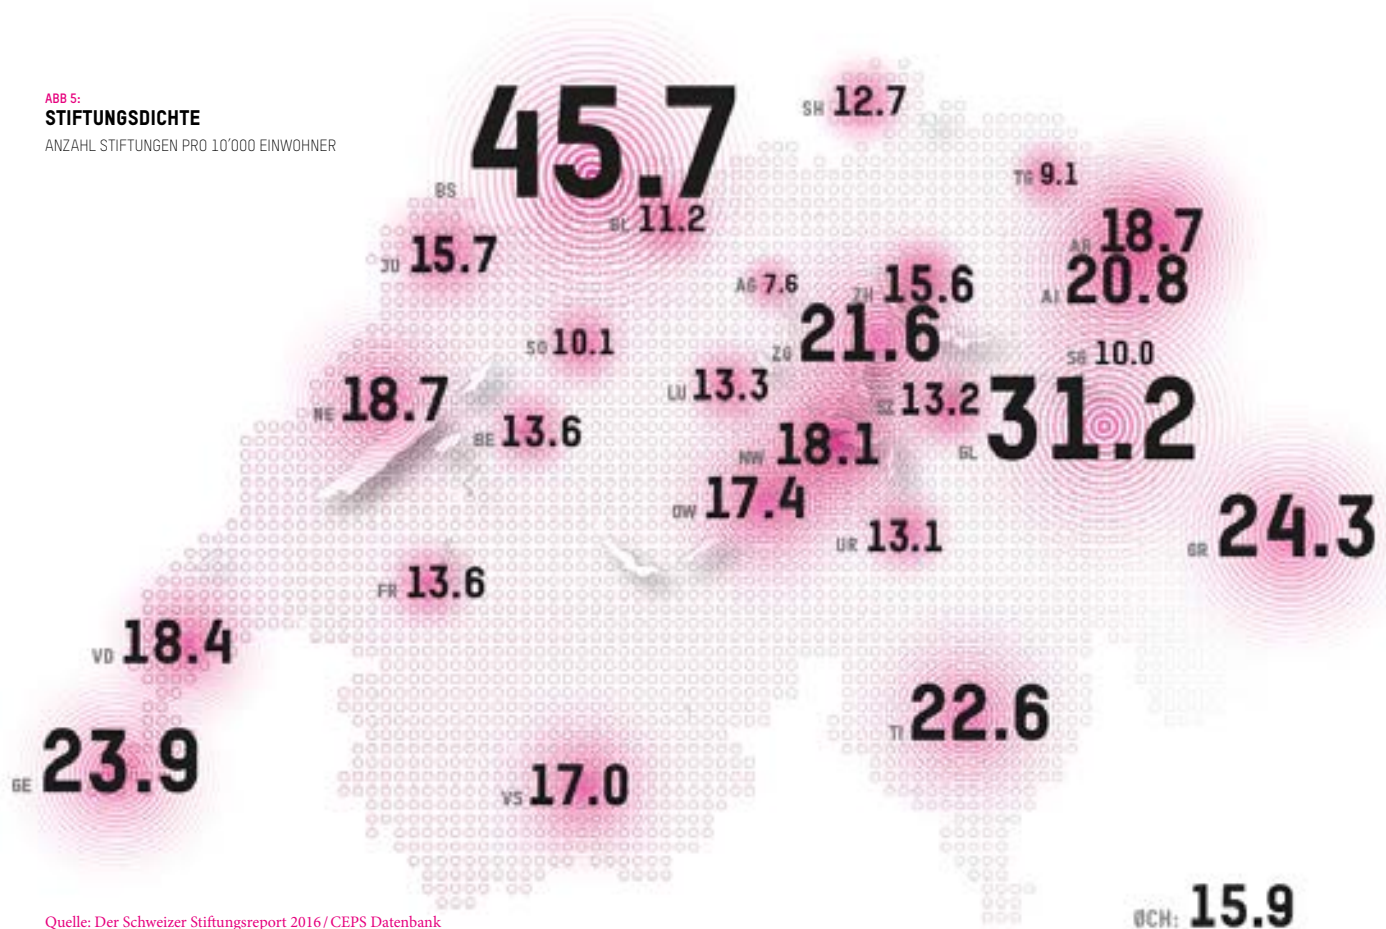 ABB 5:
STIFTUNGSDICHTE
ANZAHL STIFTUNGEN PRO 10'000 EINWOHNER
BS 45.7
SH 12.7
TG 9.1
BL 11.2
JU 15.7
AR 18.7
AI 20.8
AG 7.6
ZH 15.6
ZG 21.6
SO 10.1
SG 10.0
LU 13.3
SZ 13.2
NE 18.7
BE 13.6
NW 18.1
GL 31.2
OW 17.4
UR 13.1
GR 24.3
FR 13.6
VD 18.4
TI 22.6
GE 23.9
VS 17.0
ØCH: 15.9
Quelle: Der Schweizer Stiftungsreport 2016 / CEPS Datenbank